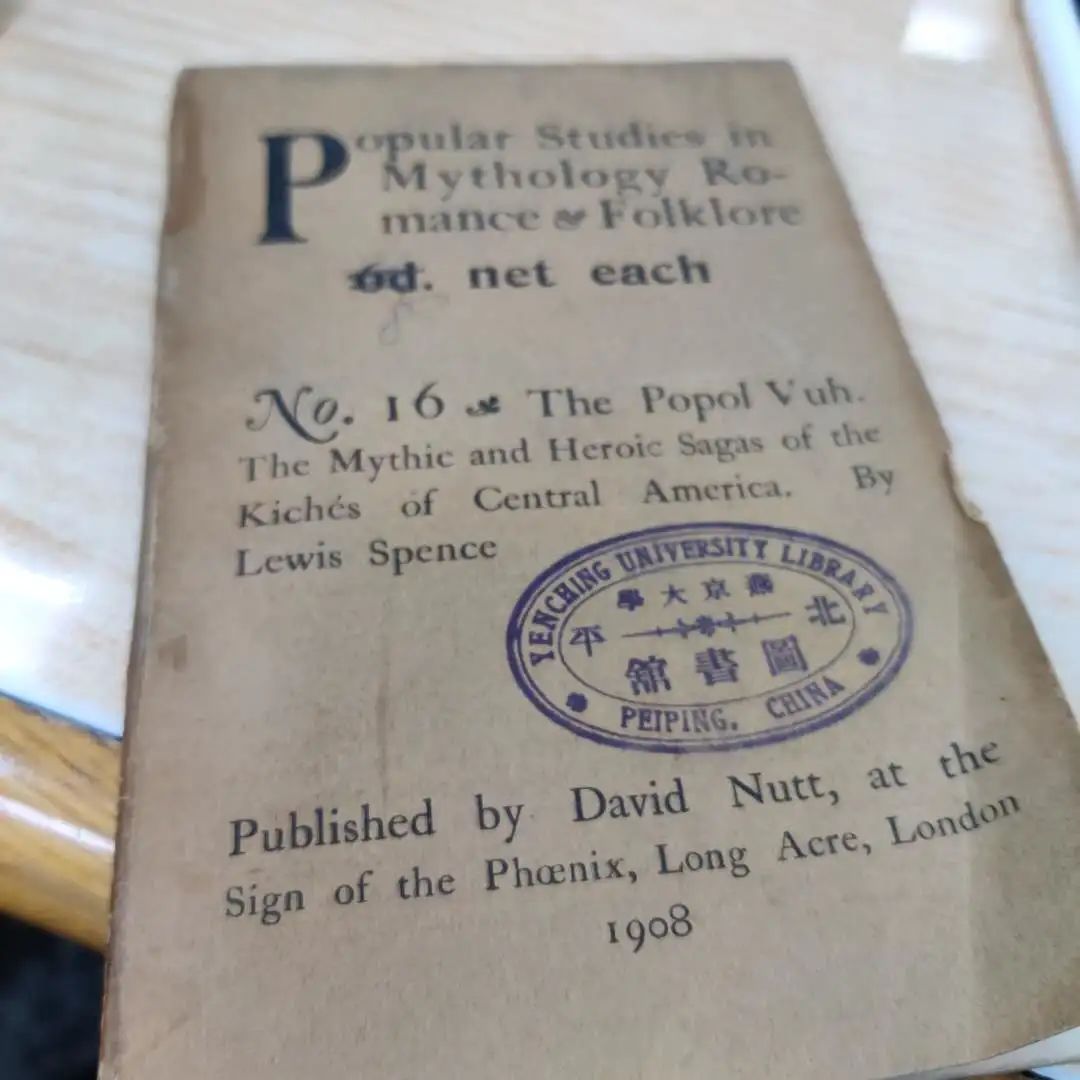 Popular Studies in
Mythology Ro-
mance & Folklore
6d. net each
No. 16 The Popol Vuh.
The Mythic and Heroic Sagas of the
Kichés of Central America. By
Lewis Spence
YENCHING UNIVERSITY LIBRARY
學大京燕
平 北
館書圖
PEIPING, CHINA
Published by David Nutt, at the
Sign of the Phœnix, Long Acre, London
1908